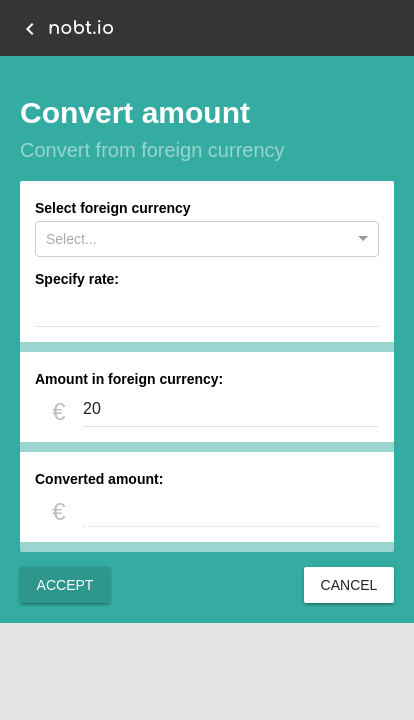 nobt.io
Convert amount
Convert from foreign currency
Select foreign currency
Select...
Specify rate:
Amount in foreign currency:
€ 20
Converted amount:
€
ACCEPT CANCEL